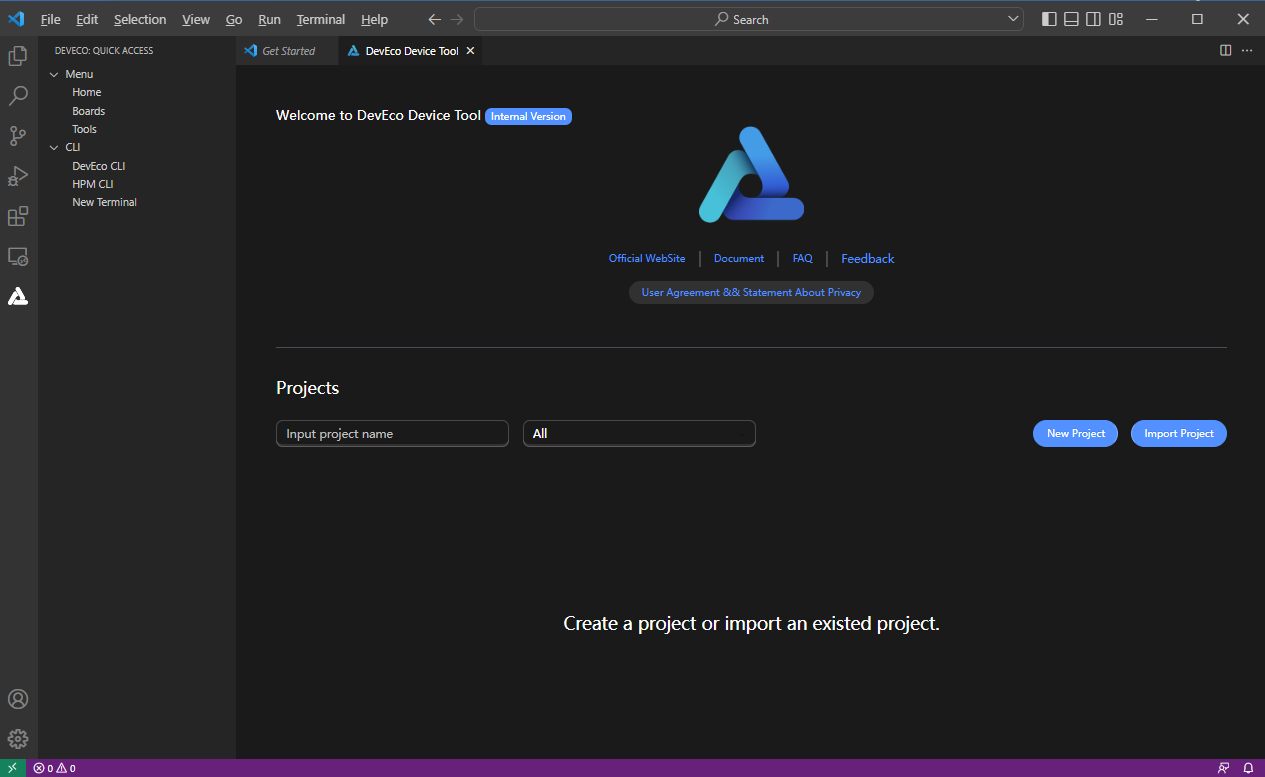 File Edit Selection View Go Run Terminal Help Search
DEVECO: QUICK ACCESS
Menu
Home
Boards
Tools
CLI
DevEco CLI
HPM CLI
New Terminal
Get Started DevEco Device Tool
Welcome to DevEco Device Tool Internal Version
Official WebSite Document FAQ Feedback
User Agreement && Statement About Privacy
Projects
Input project name All New Project Import Project
Create a project or import an existed project.
0 0